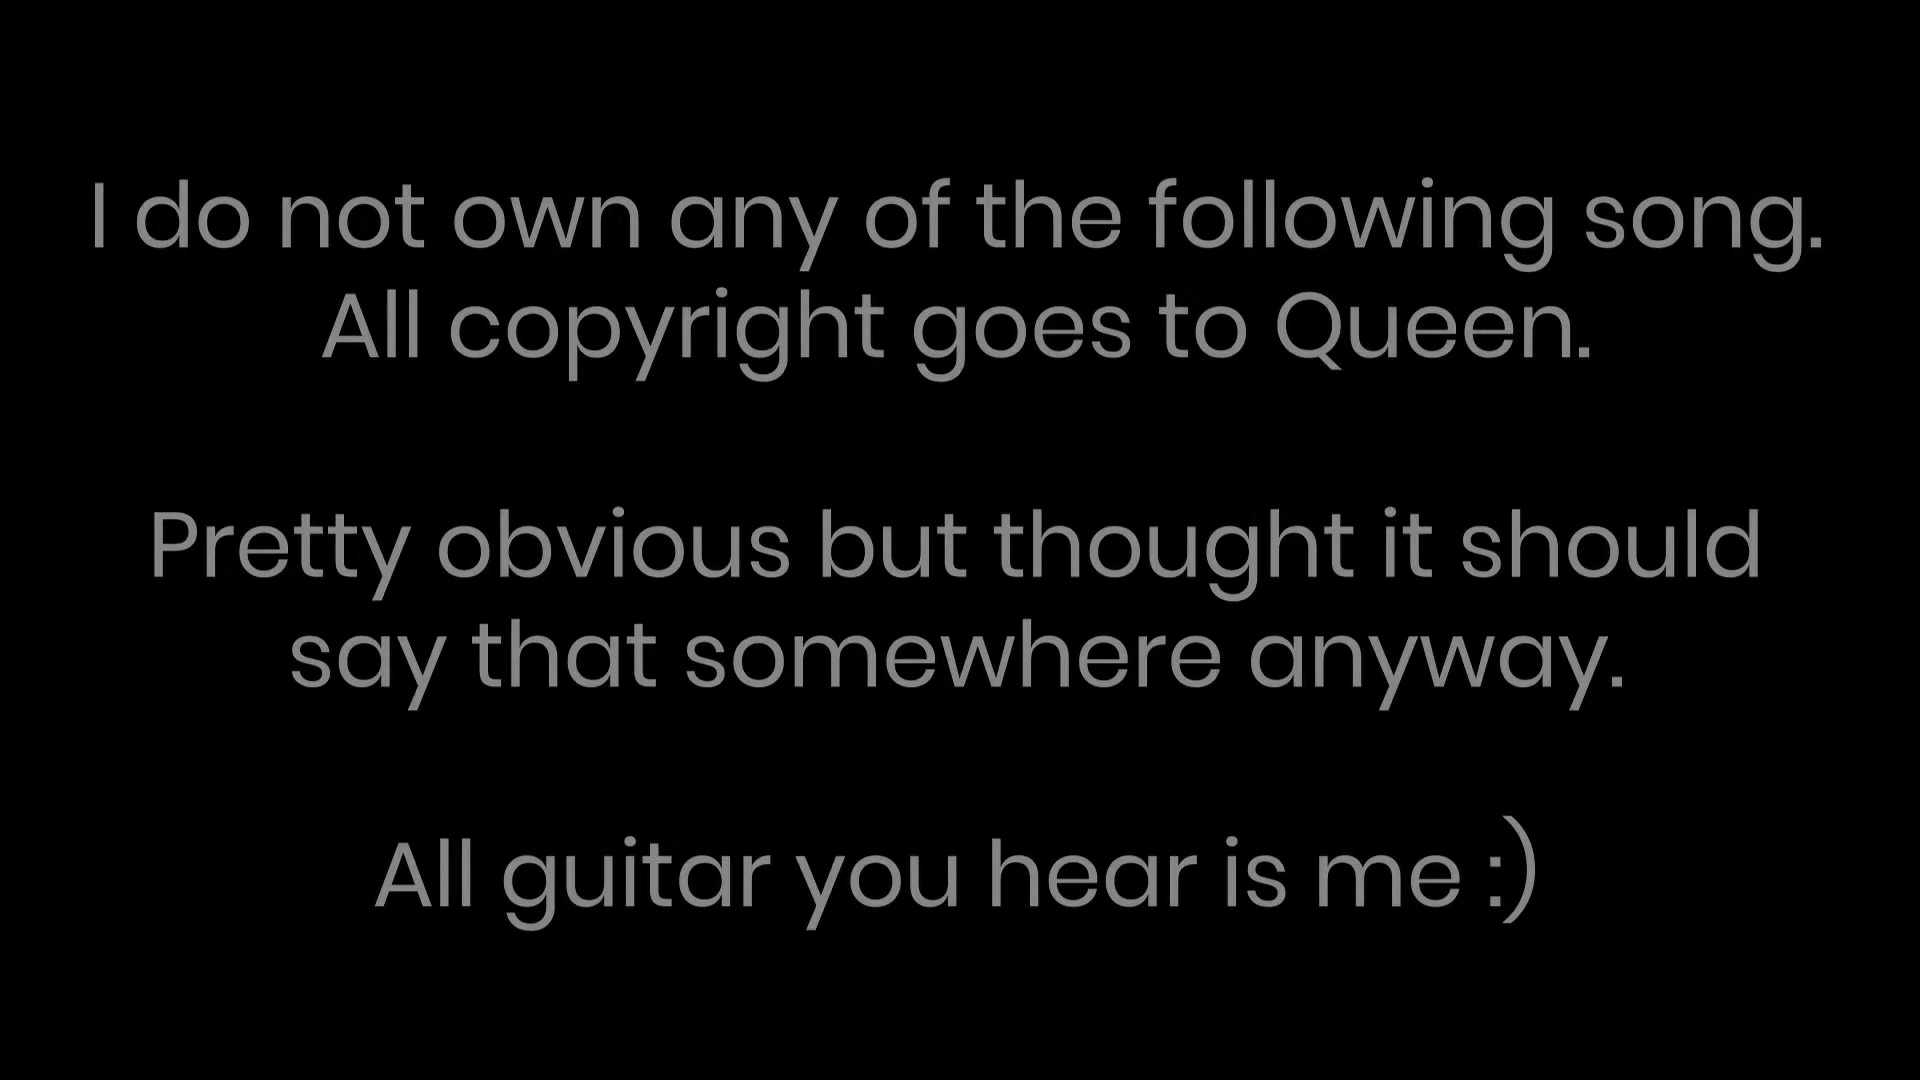 I do not own any of the following song.
All copyright goes to Queen.
Pretty obvious but thought it should
say that somewhere anyway.
All guitar you hear is me :)